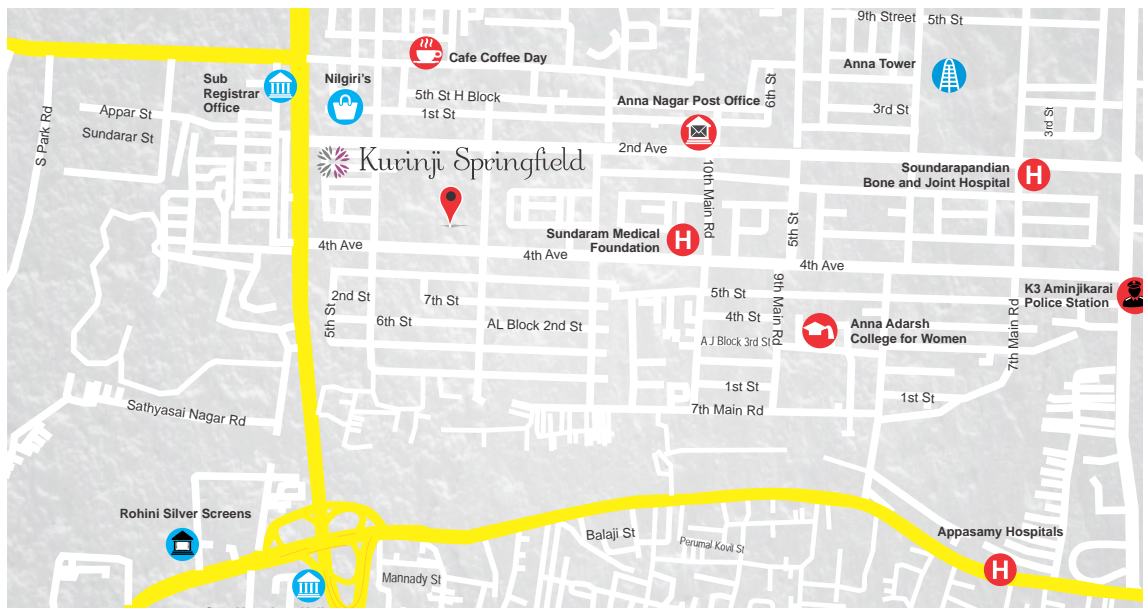 9th Street
5th St
Cafe Coffee Day
Anna Tower
Sub
Registrar
Office
Nilgiri's
6th St
5th St H Block
Anna Nagar Post Office
1st St
3rd St
3rd St
Appar St
Sundarar St
S Park Rd
2nd Ave
Kurinji Springfield
10th Main Rd
Soundarapandian
Bone and Joint Hospital
H
Sundaram Medical
Foundation
H
5th St
4th Ave
4th Ave
4th Ave
9th Main Rd
K3 Aminjikarai
Police Station
2nd St
7th St
5th St
5th St
6th St
AL Block 2nd St
4th St
A J Block 3rd St
Anna Adarsh
College for Women
7th Main Rd
1st St
1st St
7th Main Rd
Sathyasai Nagar Rd
Rohini Silver Screens
Balaji St
Perumal Kovil St
Appasamy Hospitals
H
Mannady St